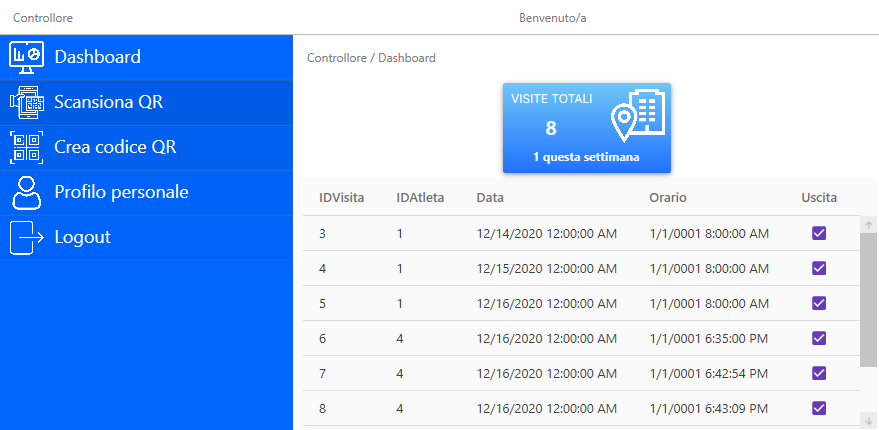 Controllore Benvenuto/a
Dashboard
Scansiona QR
Crea codice QR
Profilo personale
Logout
Controllore / Dashboard
VISITE TOTALI
8
1 questa settimana
IDVisita IDAtleta Data Orario Uscita
3 1 12/14/2020 12:00:00 AM 1/1/0001 8:00:00 AM
4 1 12/15/2020 12:00:00 AM 1/1/0001 8:00:00 AM
5 1 12/16/2020 12:00:00 AM 1/1/0001 8:00:00 AM
6 4 12/16/2020 12:00:00 AM 1/1/0001 6:35:00 PM
7 4 12/16/2020 12:00:00 AM 1/1/0001 6:42:54 PM
8 4 12/16/2020 12:00:00 AM 1/1/0001 6:43:09 PM